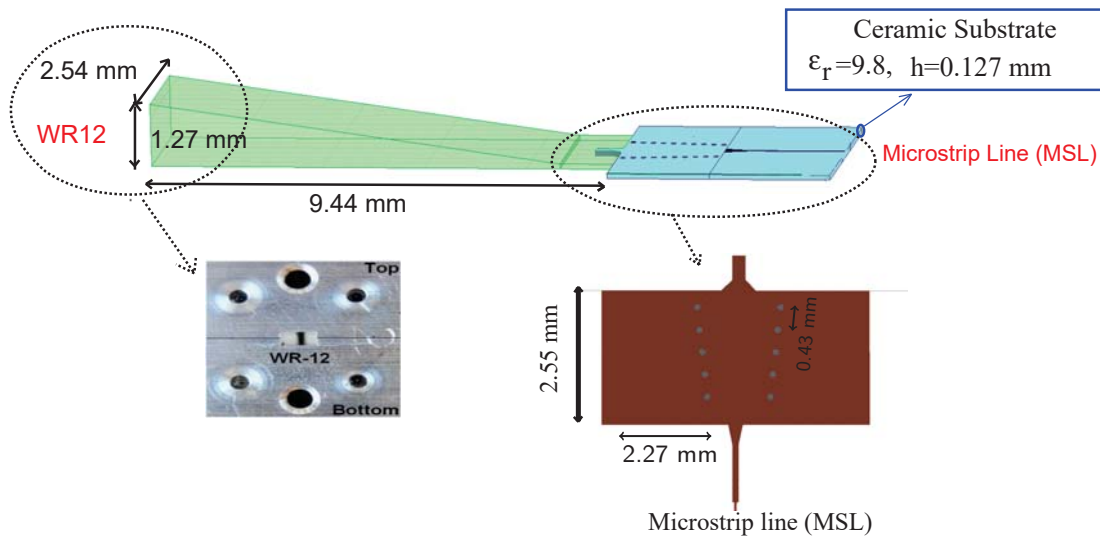 Ceramic Substrate
εr=9.8, h=0.127 mm
2.54 mm
WR12
1.27 mm
Microstrip Line (MSL)
9.44 mm
Top
WR-12
Bottom
2.55 mm
0.43 mm
2.27 mm
Microstrip line (MSL)